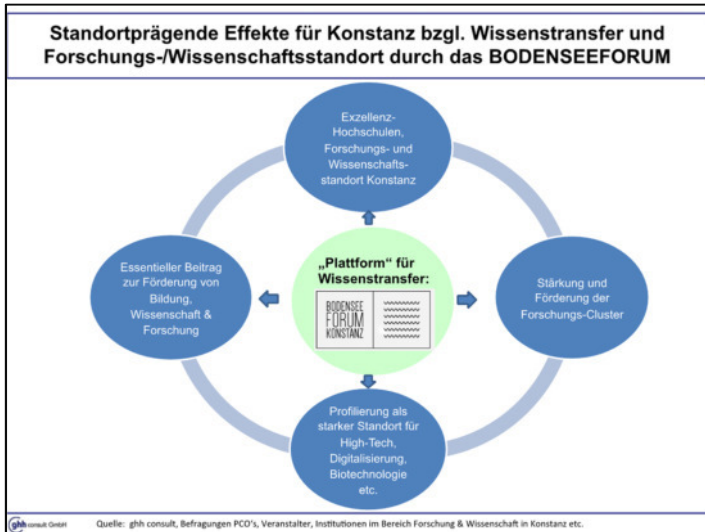 Standortprägende Effekte für Konstanz bzgl. Wissenstransfer und
Forschungs-/Wissenschaftsstandort durch das BODENSEEFORUM
Exzellenz-
Hochschulen,
Forschungs- und
Wissenschafts-
standort Konstanz
„Plattform“ für
Wissenstransfer:
BODENSEE
FORUM
KONSTANZ
Essentieller Beitrag
zur Förderung von
Bildung,
Wissenschaft &
Forschung
Stärkung und
Förderung der
Forschungs-Cluster
Profilierung als
starker Standort für
High-Tech,
Digitalisierung,
Biotechnologie
etc.
ghh consult GmbH
Quelle: ghh consult, Befragungen PCO's, Veranstalter, Institutionen im Bereich Forschung & Wissenschaft in Konstanz etc.